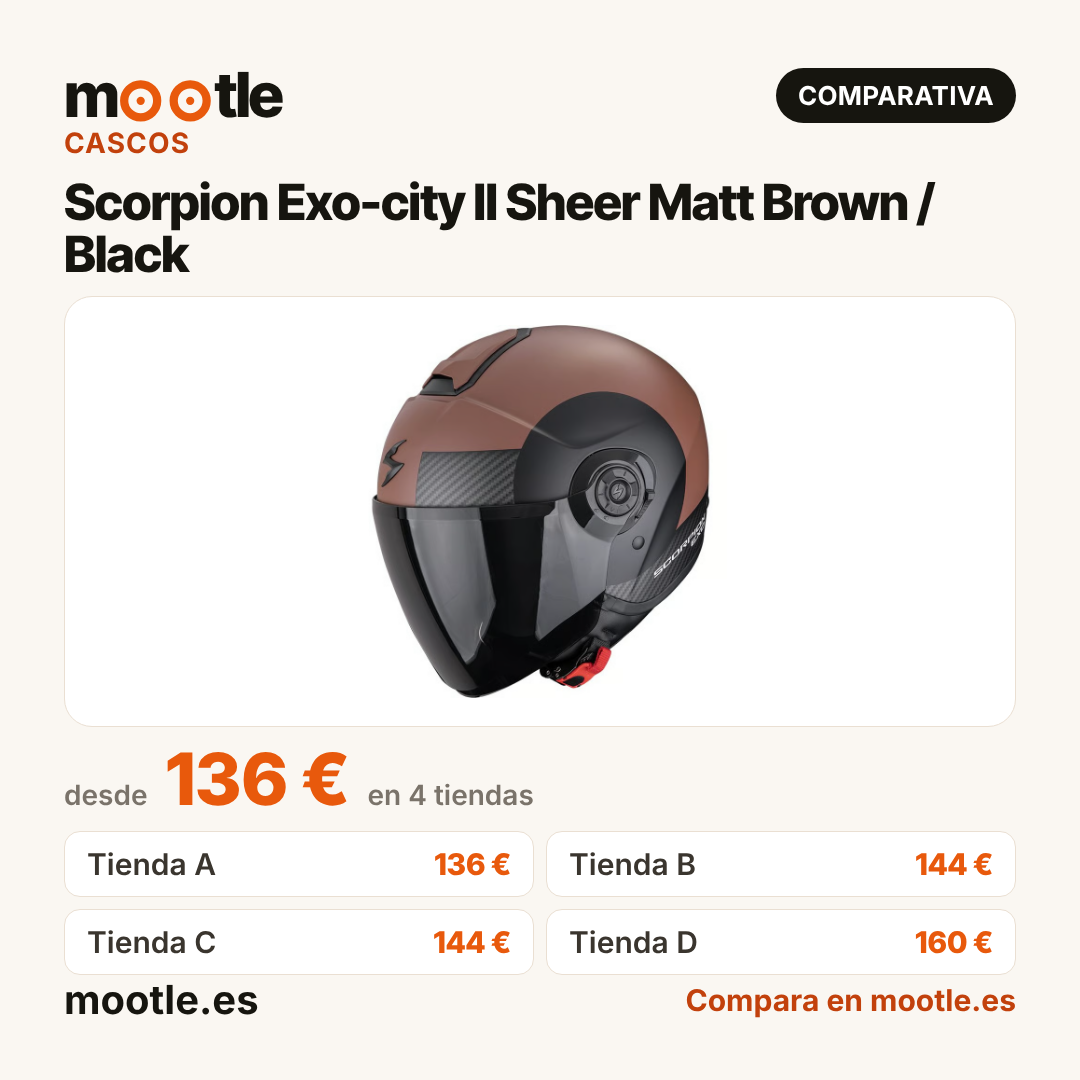 mootle
COMPARATIVA
CASCOS
Scorpion Exo-city II Sheer Matt Brown /
Black
SCORPION
desde 136 € en 4 tiendas
Tienda A 136 €
Tienda B 144 €
Tienda C 144 €
Tienda D 160 €
mootle.es
Compara en mootle.es